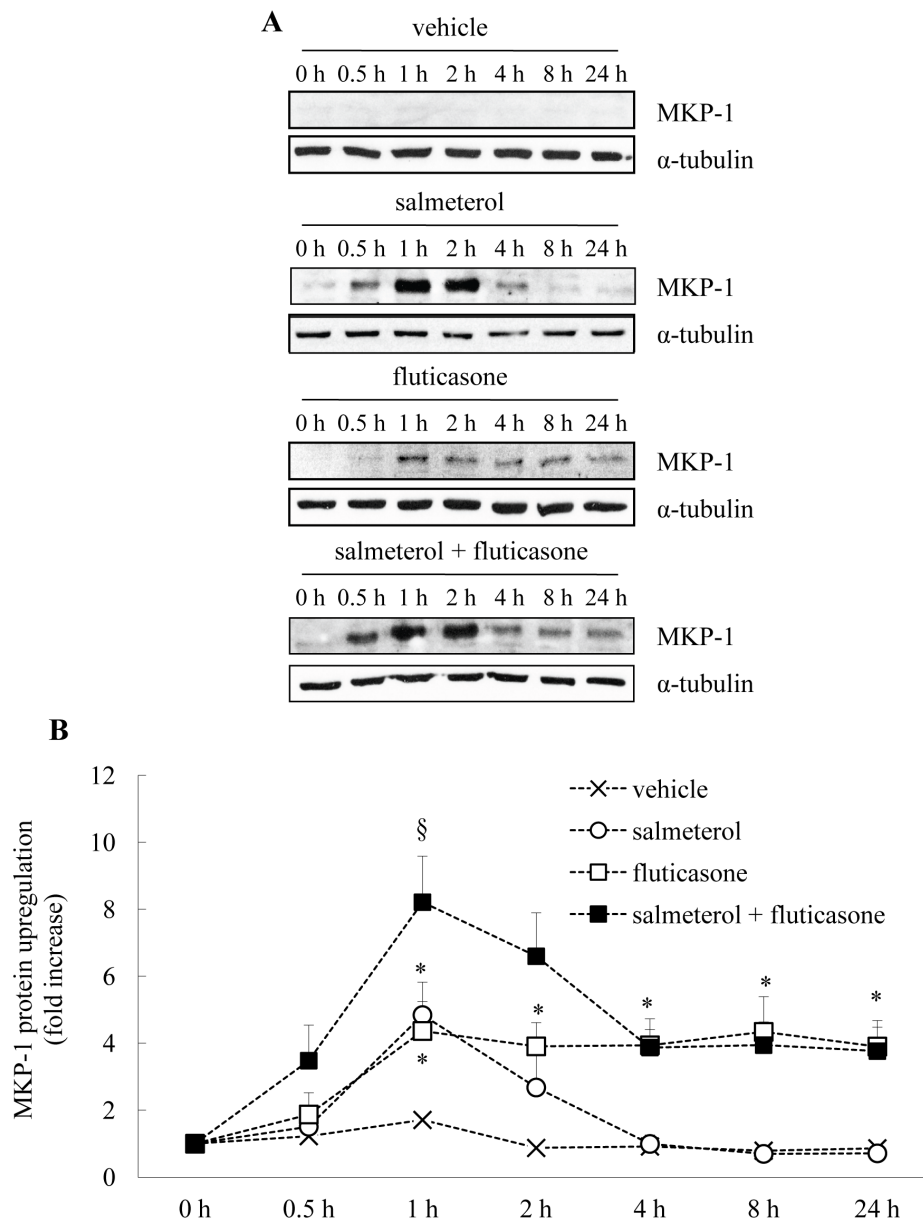 A
vehicle
0 h 0.5 h 1 h 2 h 4 h 8 h 24 h
MKP-1
α-tubulin
salmeterol
0 h 0.5 h 1 h 2 h 4 h 8 h 24 h
MKP-1
α-tubulin
fluticasone
0 h 0.5 h 1 h 2 h 4 h 8 h 24 h
MKP-1
α-tubulin
salmeterol + fluticasone
0 h 0.5 h 1 h 2 h 4 h 8 h 24 h
MKP-1
α-tubulin
B
MKP-1 protein upregulation
(fold increase)
12
10
8
6
4
2
0
vehicle
salmeterol
fluticasone
salmeterol + fluticasone
§
*
*
*
*
*
*
0 h 0.5 h 1 h 2 h 4 h 8 h 24 h